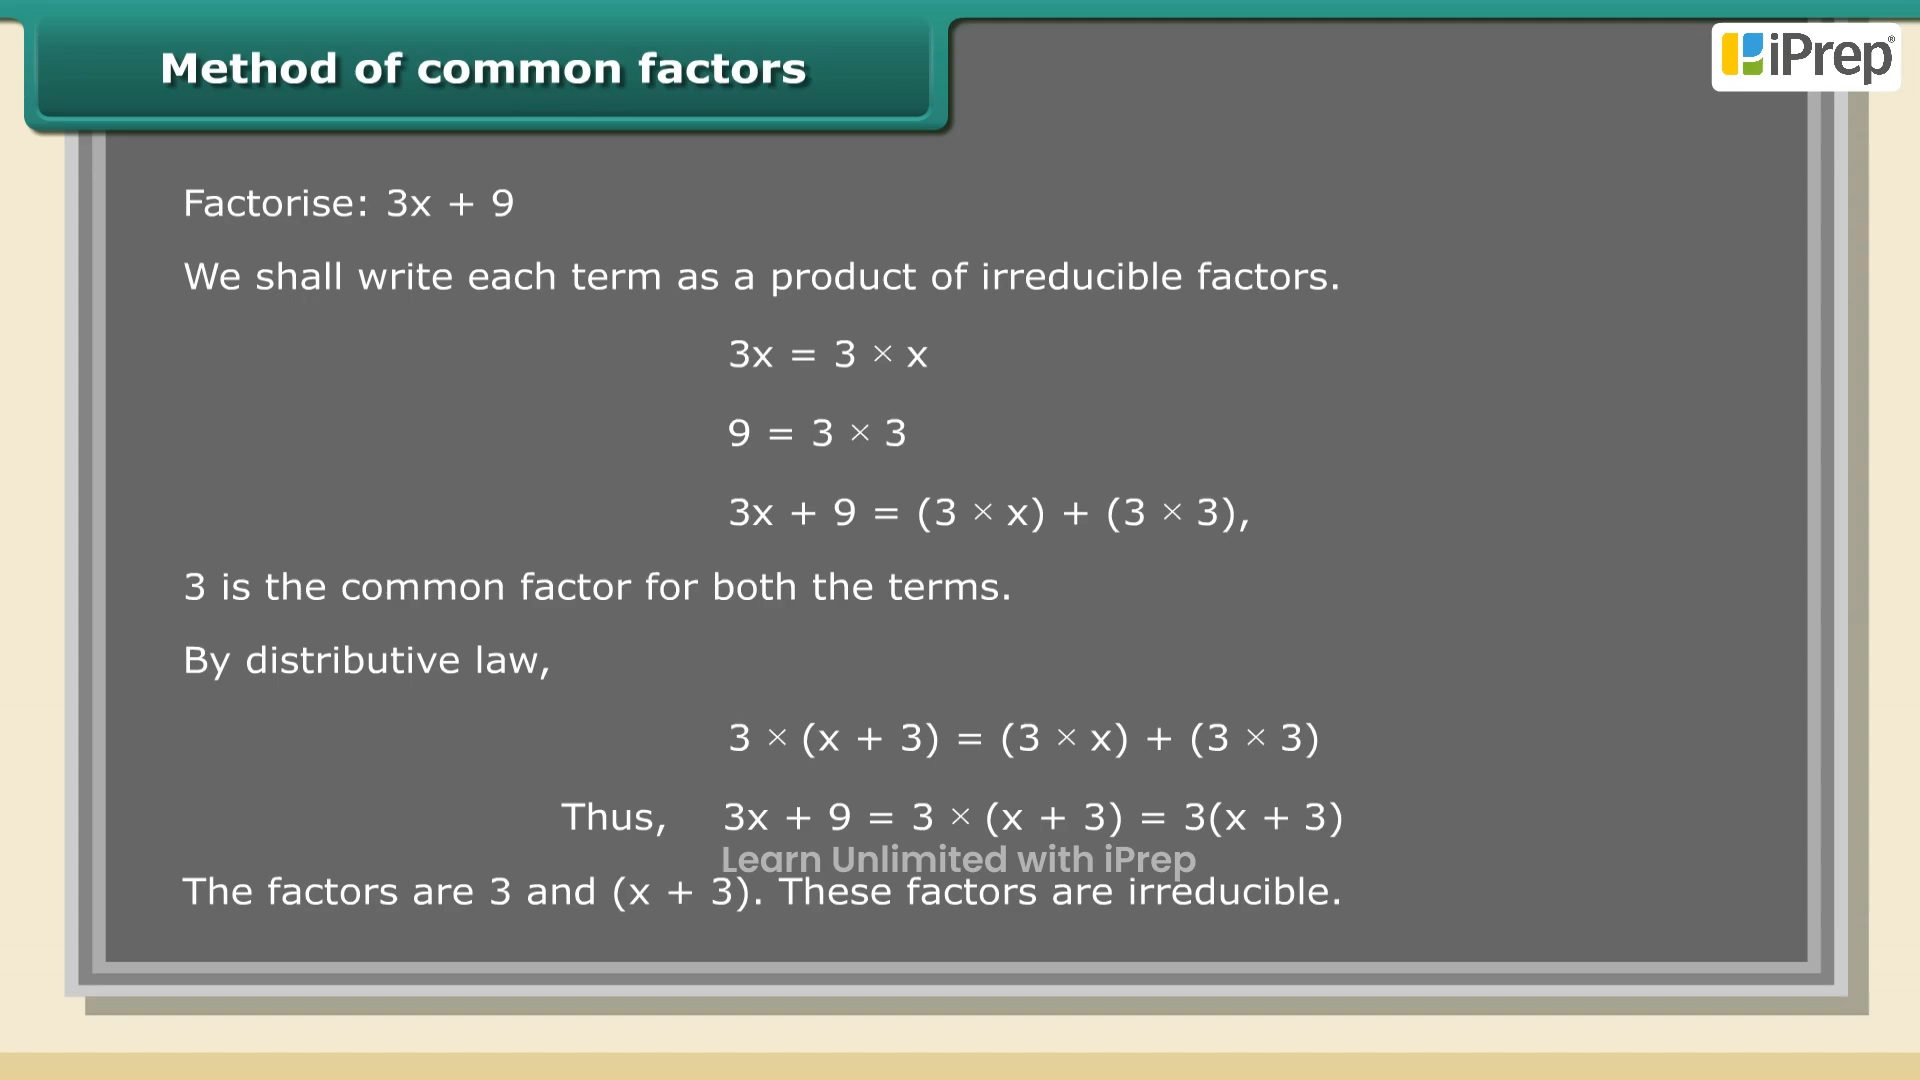 Method of common factors
iPrep®
Factorise: 3x + 9
We shall write each term as a product of irreducible factors.
3x = 3 × x
9 = 3 × 3
3x + 9 = (3 × x) + (3 × 3),
3 is the common factor for both the terms.
By distributive law,
3 × (x + 3) = (3 × x) + (3 × 3)
Thus, 3x + 9 = 3 × (x + 3) = 3(x + 3)
Learn Unlimited with iPrep
The factors are 3 and (x + 3). These factors are irreducible.